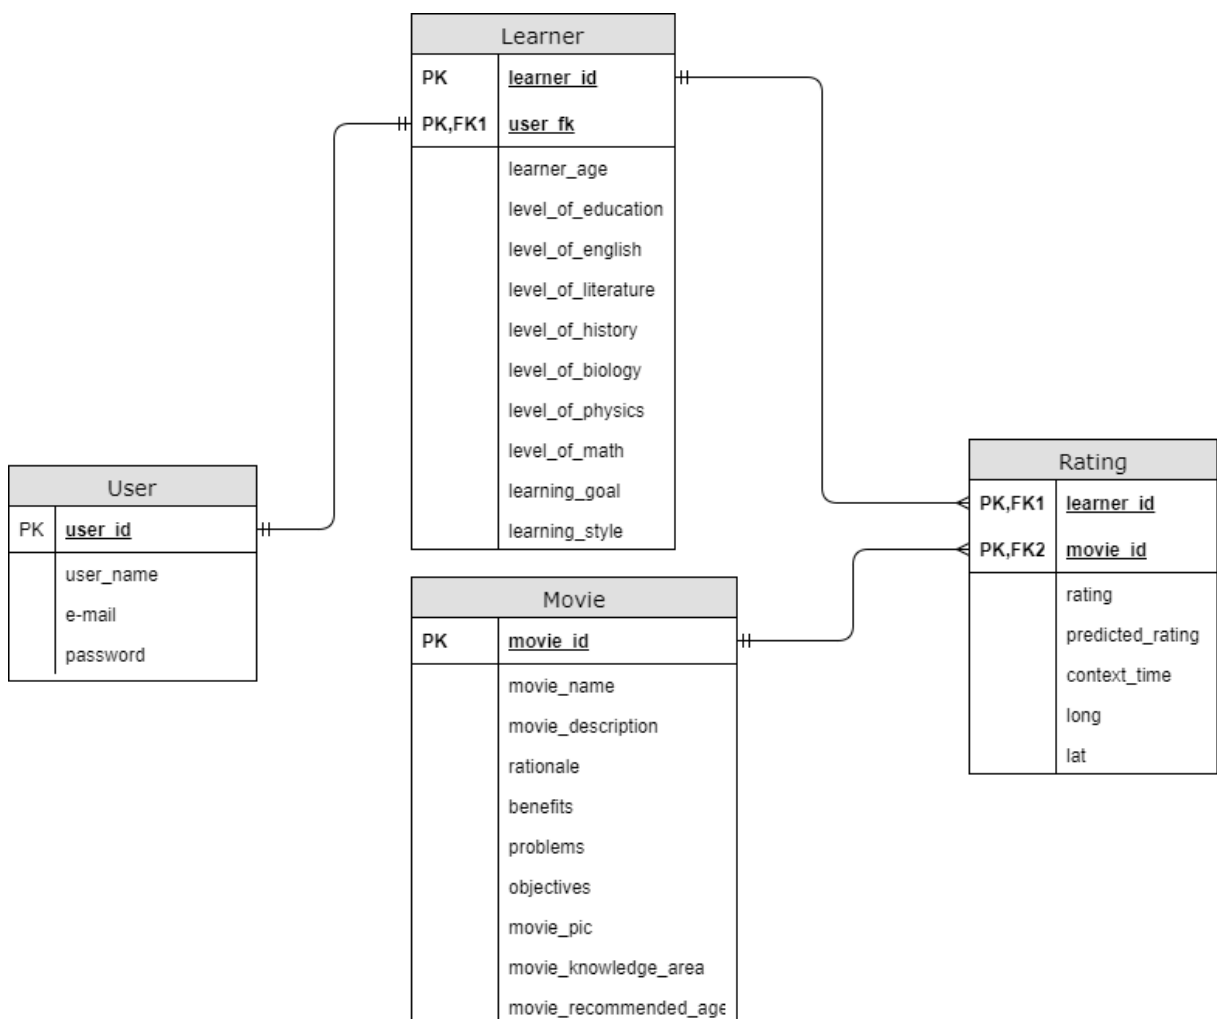 Learner
PK learner_id
PK,FK1 user_fk
learner_age
level_of_education
level_of_english
level_of_literature
level_of_history
level_of_biology
level_of_physics
level_of_math
learning_goal
learning_style
User
PK user_id
user_name
e-mail
password
Movie
PK movie_id
movie_name
movie_description
rationale
benefits
problems
objectives
movie_pic
movie_knowledge_area
movie_recommended_age
Rating
PK,FK1 learner_id
PK,FK2 movie_id
rating
predicted_rating
context_time
long
lat